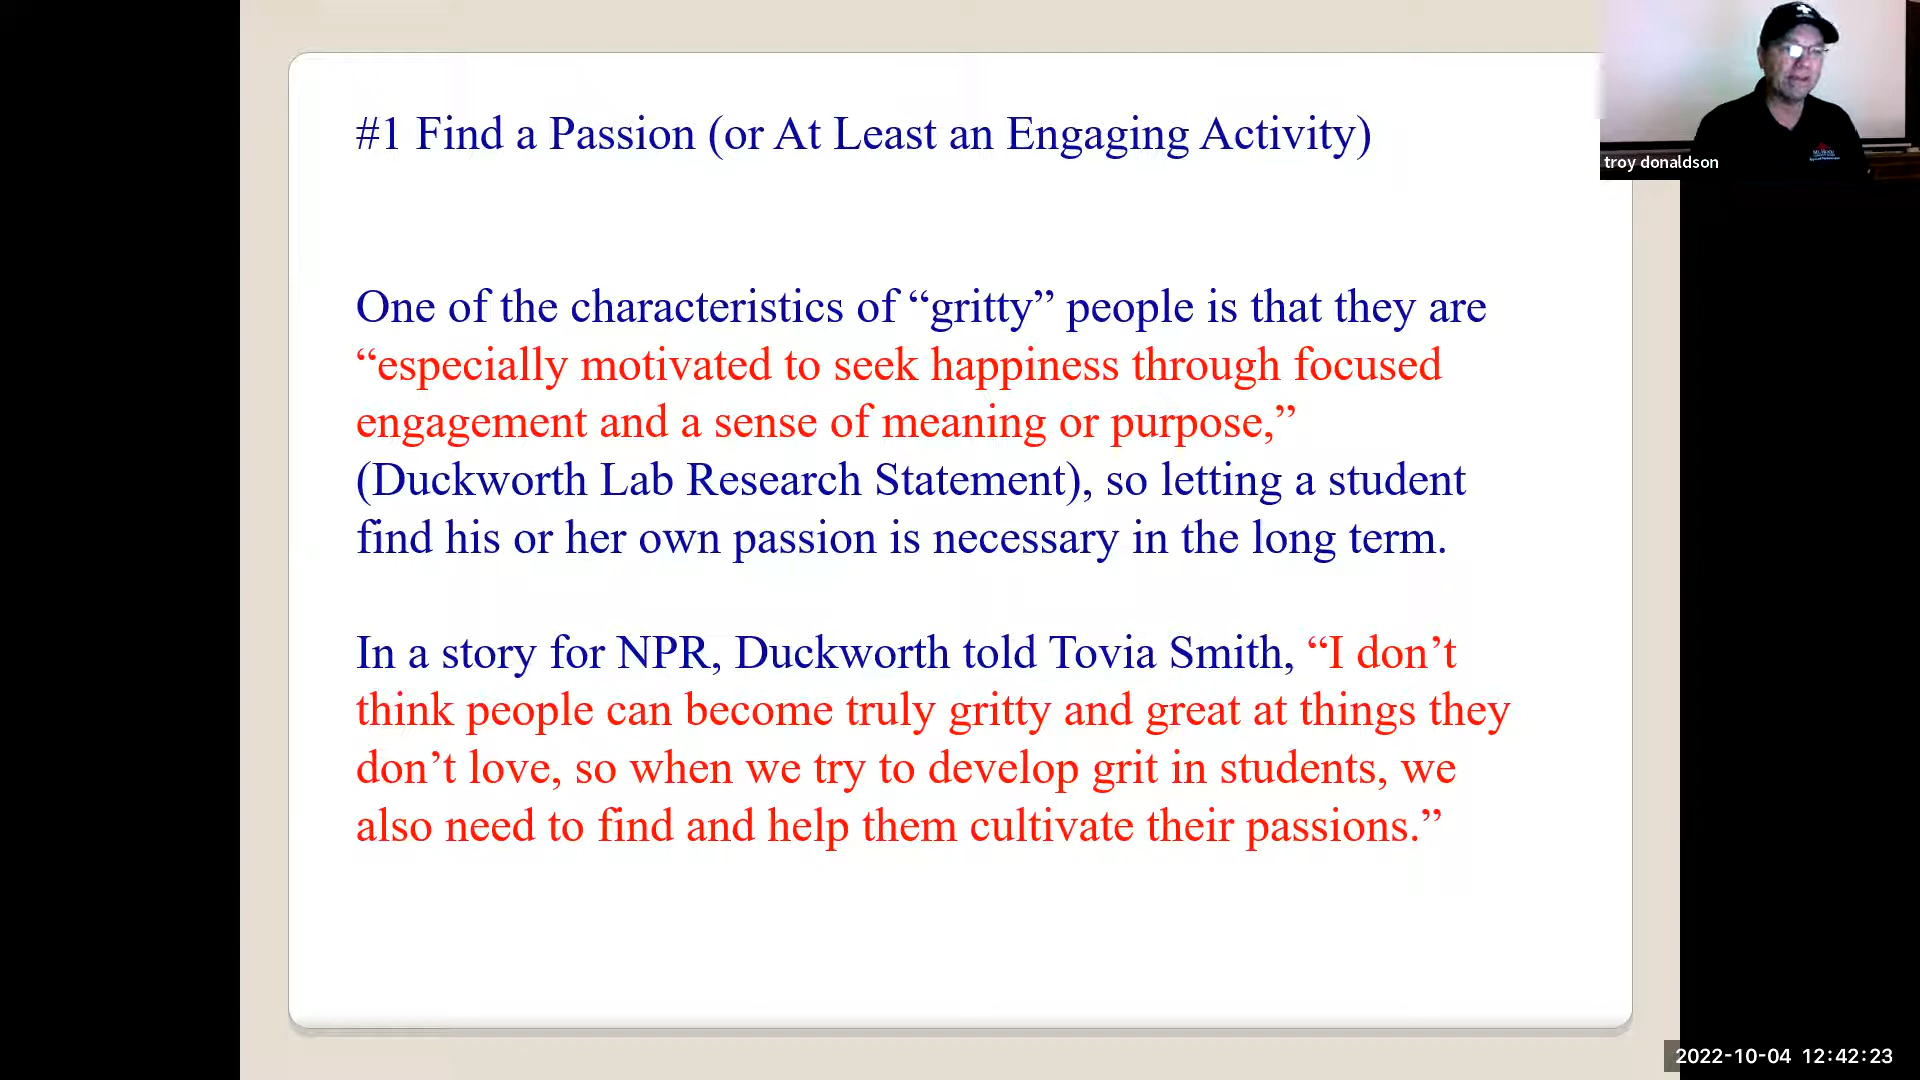 #1 Find a Passion (or At Least an Engaging Activity)
One of the characteristics of “gritty” people is that they are
“especially motivated to seek happiness through focused
engagement and a sense of meaning or purpose,”
(Duckworth Lab Research Statement), so letting a student
find his or her own passion is necessary in the long term.
In a story for NPR, Duckworth told Tovia Smith, “I don’t
think people can become truly gritty and great at things they
don’t love, so when we try to develop grit in students, we
also need to find and help them cultivate their passions.”
troy donaldson
2022-10-04 12:42:23